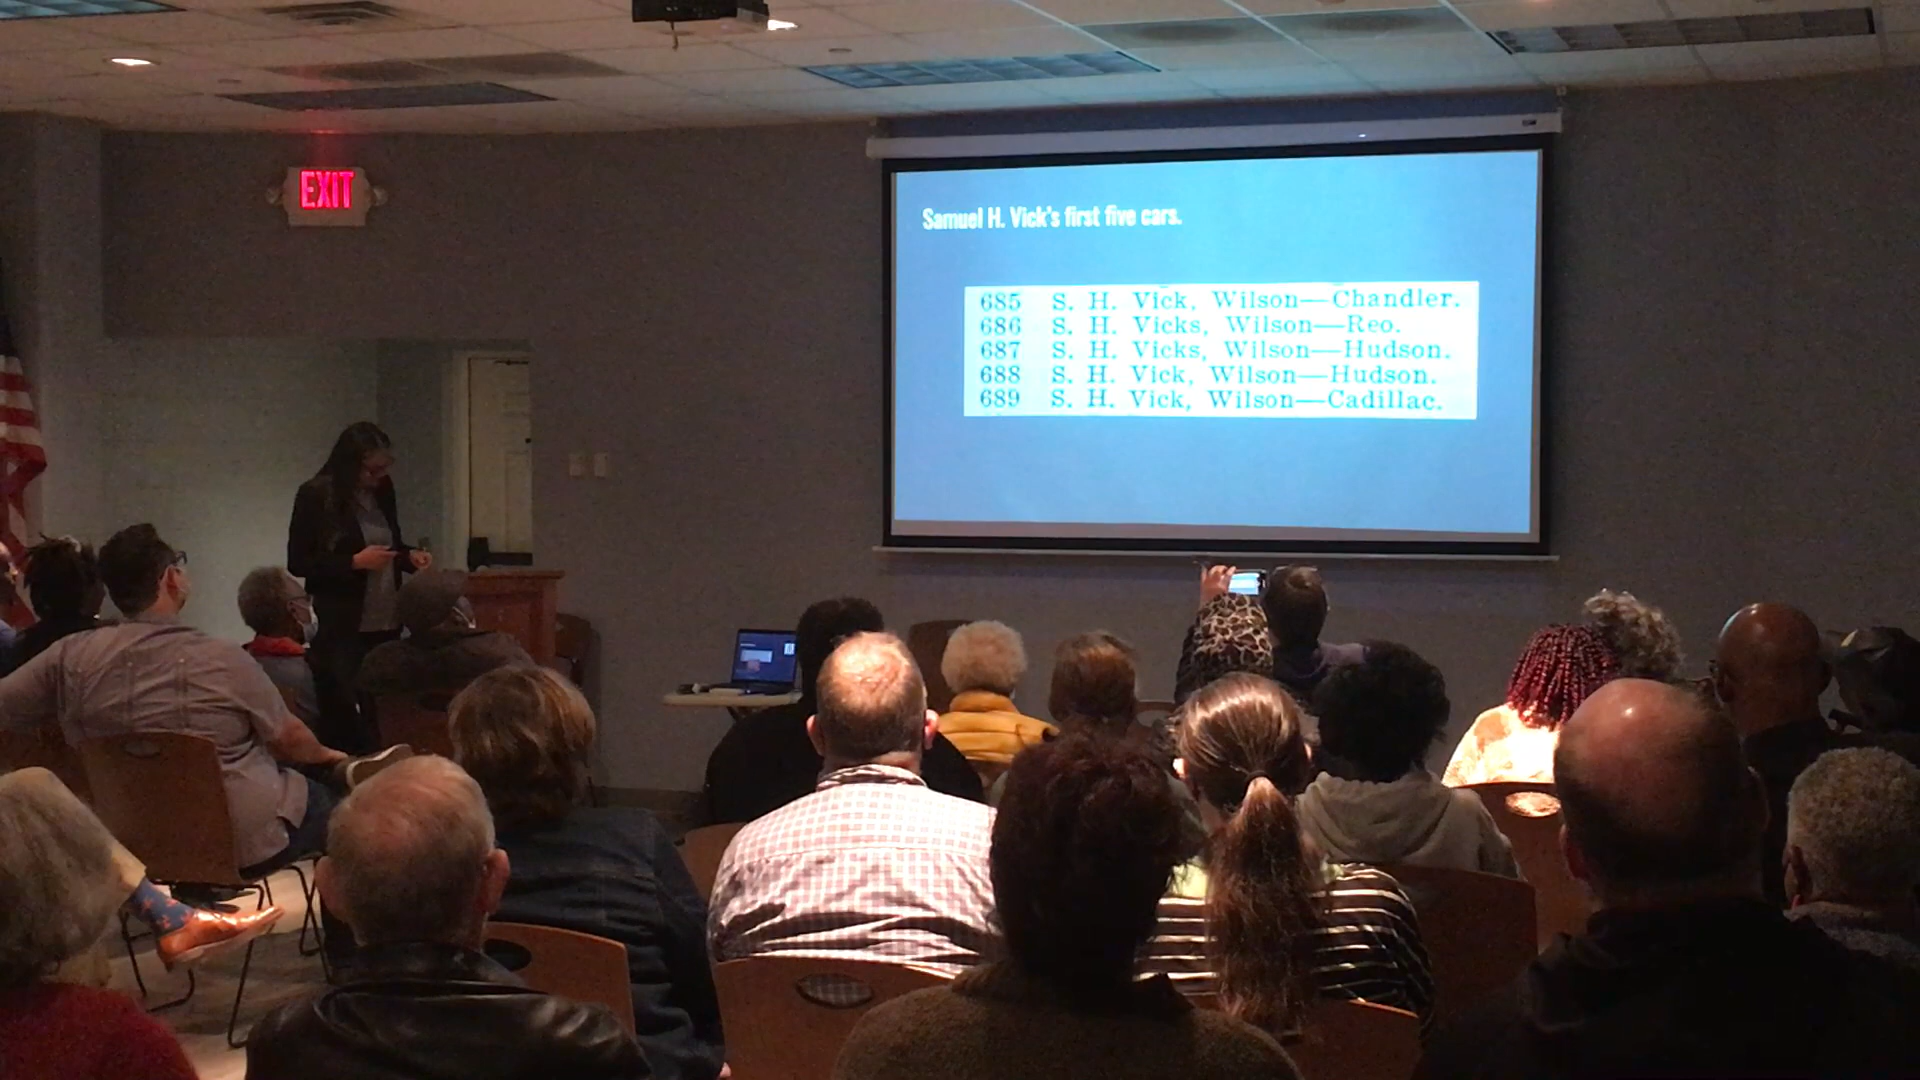 EXIT
Samuel H. Vick's first five cars.
685 S. H. Vick, Wilson—Chandler.
686 S. H. Vicks, Wilson—Reo.
687 S. H. Vicks, Wilson—Hudson.
688 S. H. Vick, Wilson—Hudson.
689 S. H. Vick, Wilson—Cadillac.